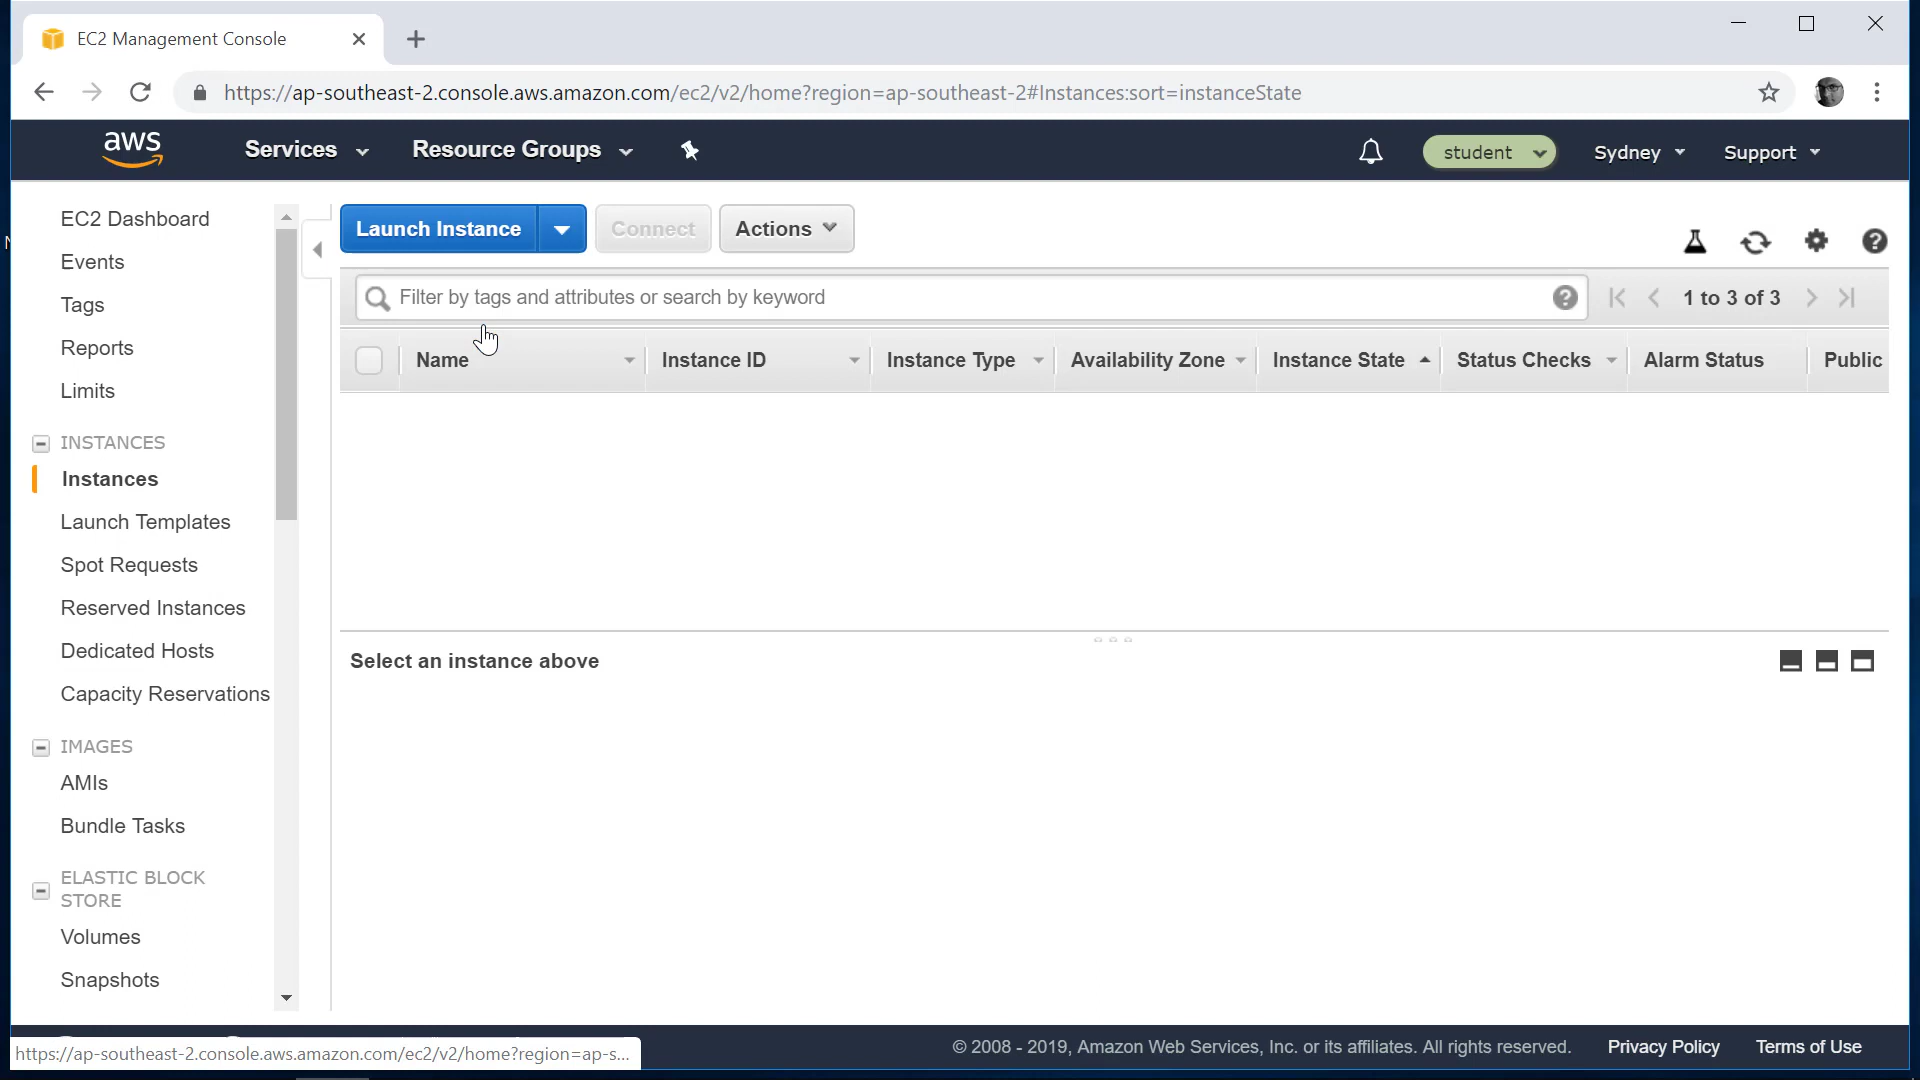 EC2 Management Console
https://ap-southeast-2.console.aws.amazon.com/ec2/v2/home?region=ap-southeast-2#Instances:sort=instanceState
aws
Services
Resource Groups
student
Sydney
Support
EC2 Dashboard
Events
Tags
Reports
Limits
INSTANCES
Instances
Launch Templates
Spot Requests
Reserved Instances
Dedicated Hosts
Capacity Reservations
IMAGES
AMIs
Bundle Tasks
ELASTIC BLOCK
STORE
Volumes
Snapshots
Launch Instance
Connect
Actions
Filter by tags and attributes or search by keyword
1 to 3 of 3
Name
Instance ID
Instance Type
Availability Zone
Instance State
Status Checks
Alarm Status
Public
Select an instance above
https://ap-southeast-2.console.aws.amazon.com/ec2/v2/home?region=ap-s...
© 2008 - 2019, Amazon Web Services, Inc. or its affiliates. All rights reserved.
Privacy Policy
Terms of Use